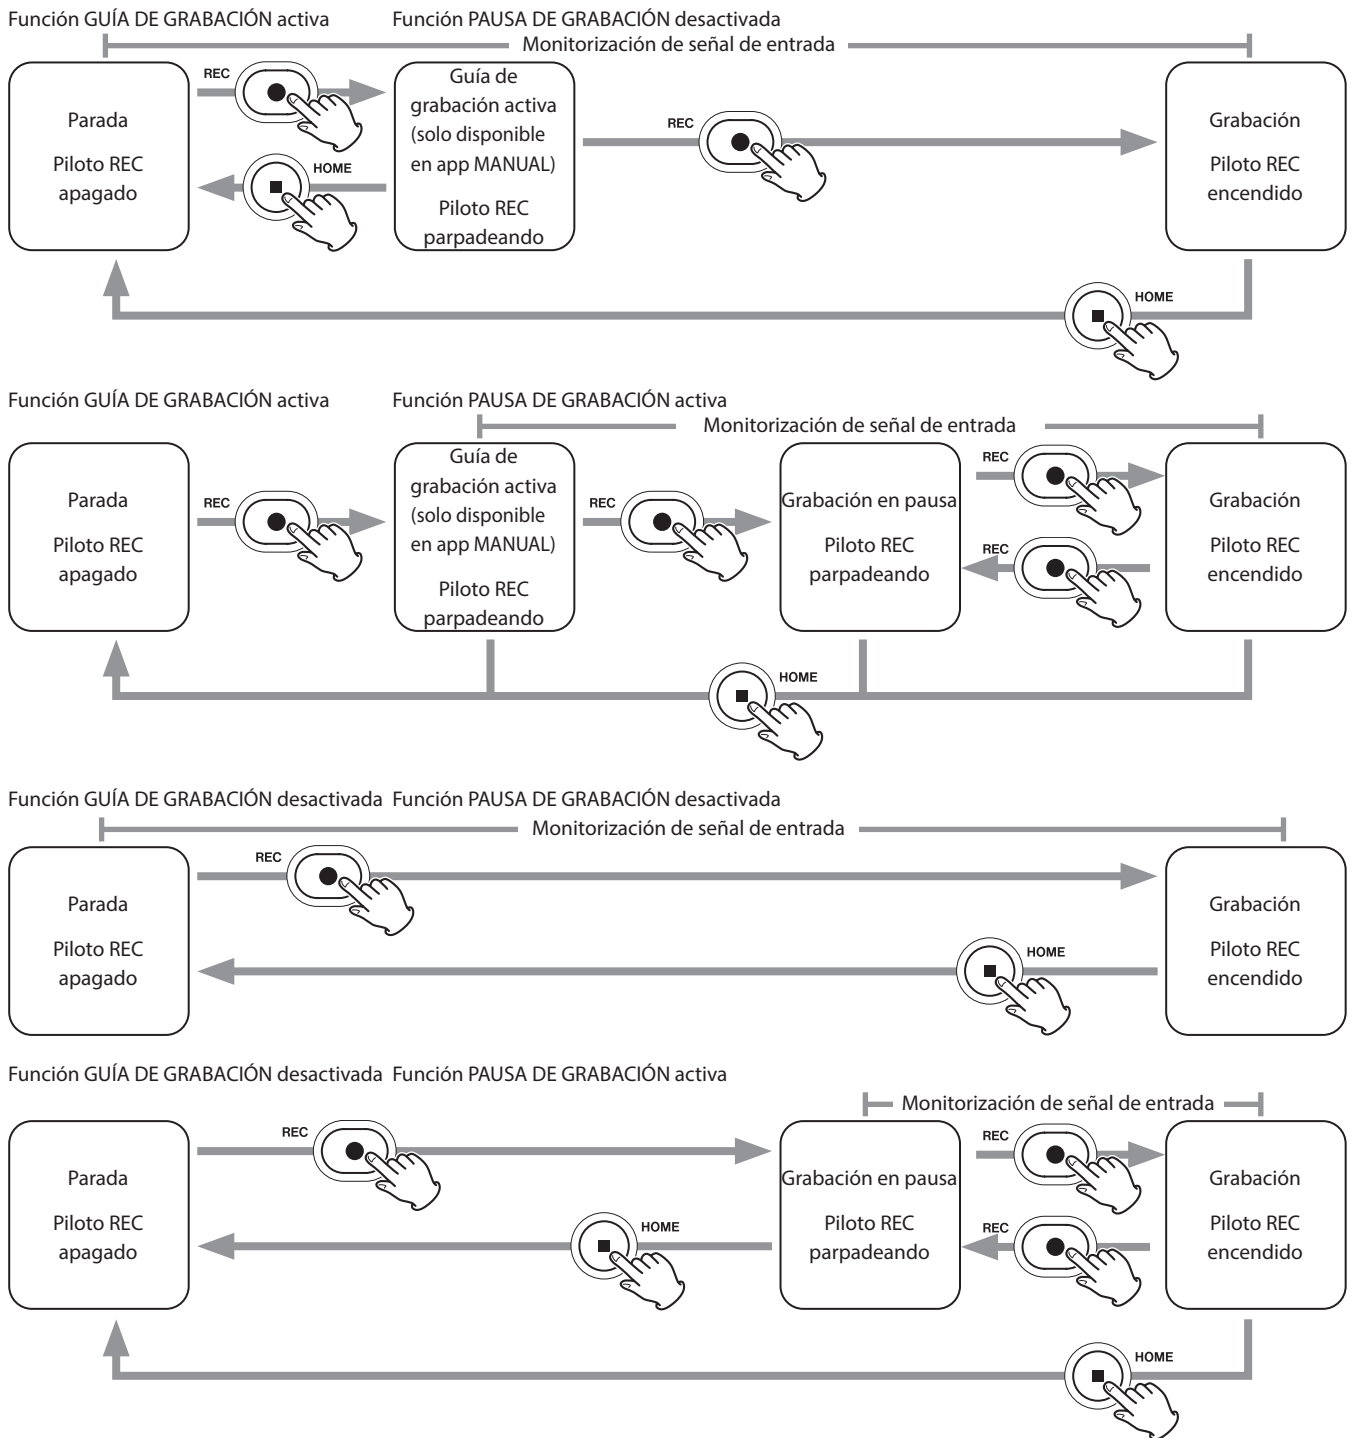 Función GUÍA DE GRABACIÓN activa
Función PAUSA DE GRABACIÓN desactivada
Monitorización de señal de entrada
Parada
Piloto REC
apagado
REC
HOME
Guía de
grabación activa
(solo disponible
en app MANUAL)
Piloto REC
parpadeando
REC
Grabación
Piloto REC
encendido
HOME
Función GUÍA DE GRABACIÓN activa
Función PAUSA DE GRABACIÓN activa
Monitorización de señal de entrada
Parada
Piloto REC
apagado
REC
Guía de
grabación activa
(solo disponible
en app MANUAL)
Piloto REC
parpadeando
REC
Grabación en pausa
Piloto REC
parpadeando
REC
REC
Grabación
Piloto REC
encendido
HOME
Función GUÍA DE GRABACIÓN desactivada
Función PAUSA DE GRABACIÓN desactivada
Monitorización de señal de entrada
Parada
Piloto REC
apagado
REC
HOME
Grabación
Piloto REC
encendido
Función GUÍA DE GRABACIÓN desactivada
Función PAUSA DE GRABACIÓN activa
Monitorización de señal de entrada
Parada
Piloto REC
apagado
REC
HOME
Grabación en pausa
Piloto REC
parpadeando
REC
REC
Grabación
Piloto REC
encendido
HOME